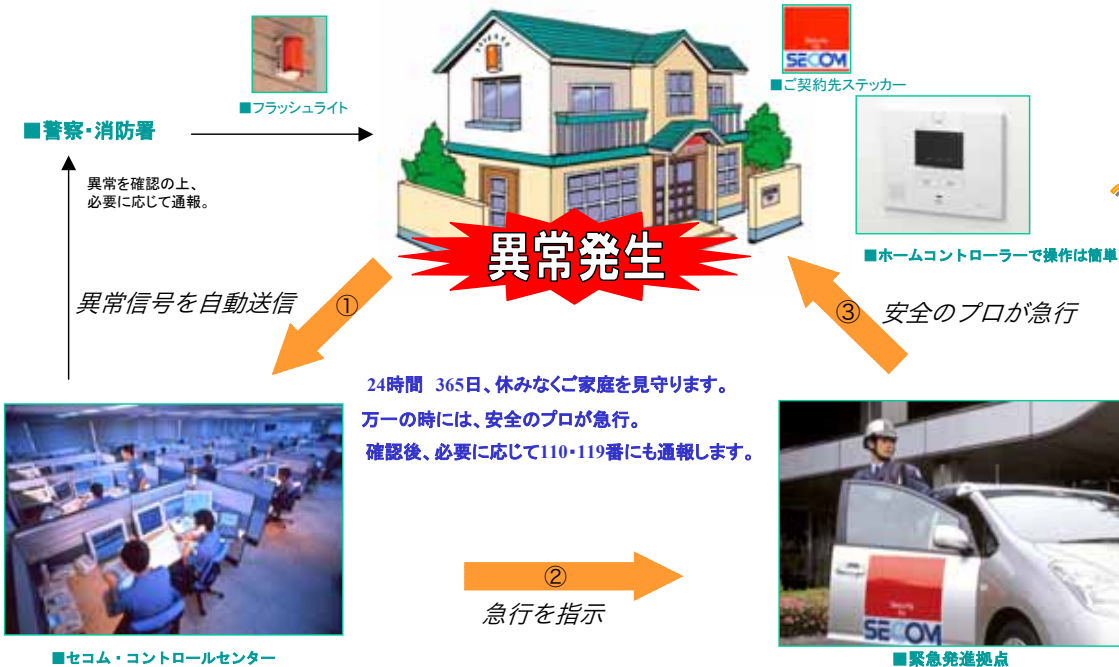 SECOM
■フラッシュライト
■ご契約先ステッカー
■警察・消防署
異常を確認の上、
必要に応じて通報。
異常発生
■ホームコントローラーで操作は簡単
異常信号を自動送信
①
③
安全のプロが急行
24時間 365日、休みなくご家庭を見守ります。
万一の時には、安全のプロが急行。
確認後、必要に応じて110・119番にも通報します。
②
急行を指示
Security by
SECOM
■セコム・コントロールセンター
■緊急発進拠点